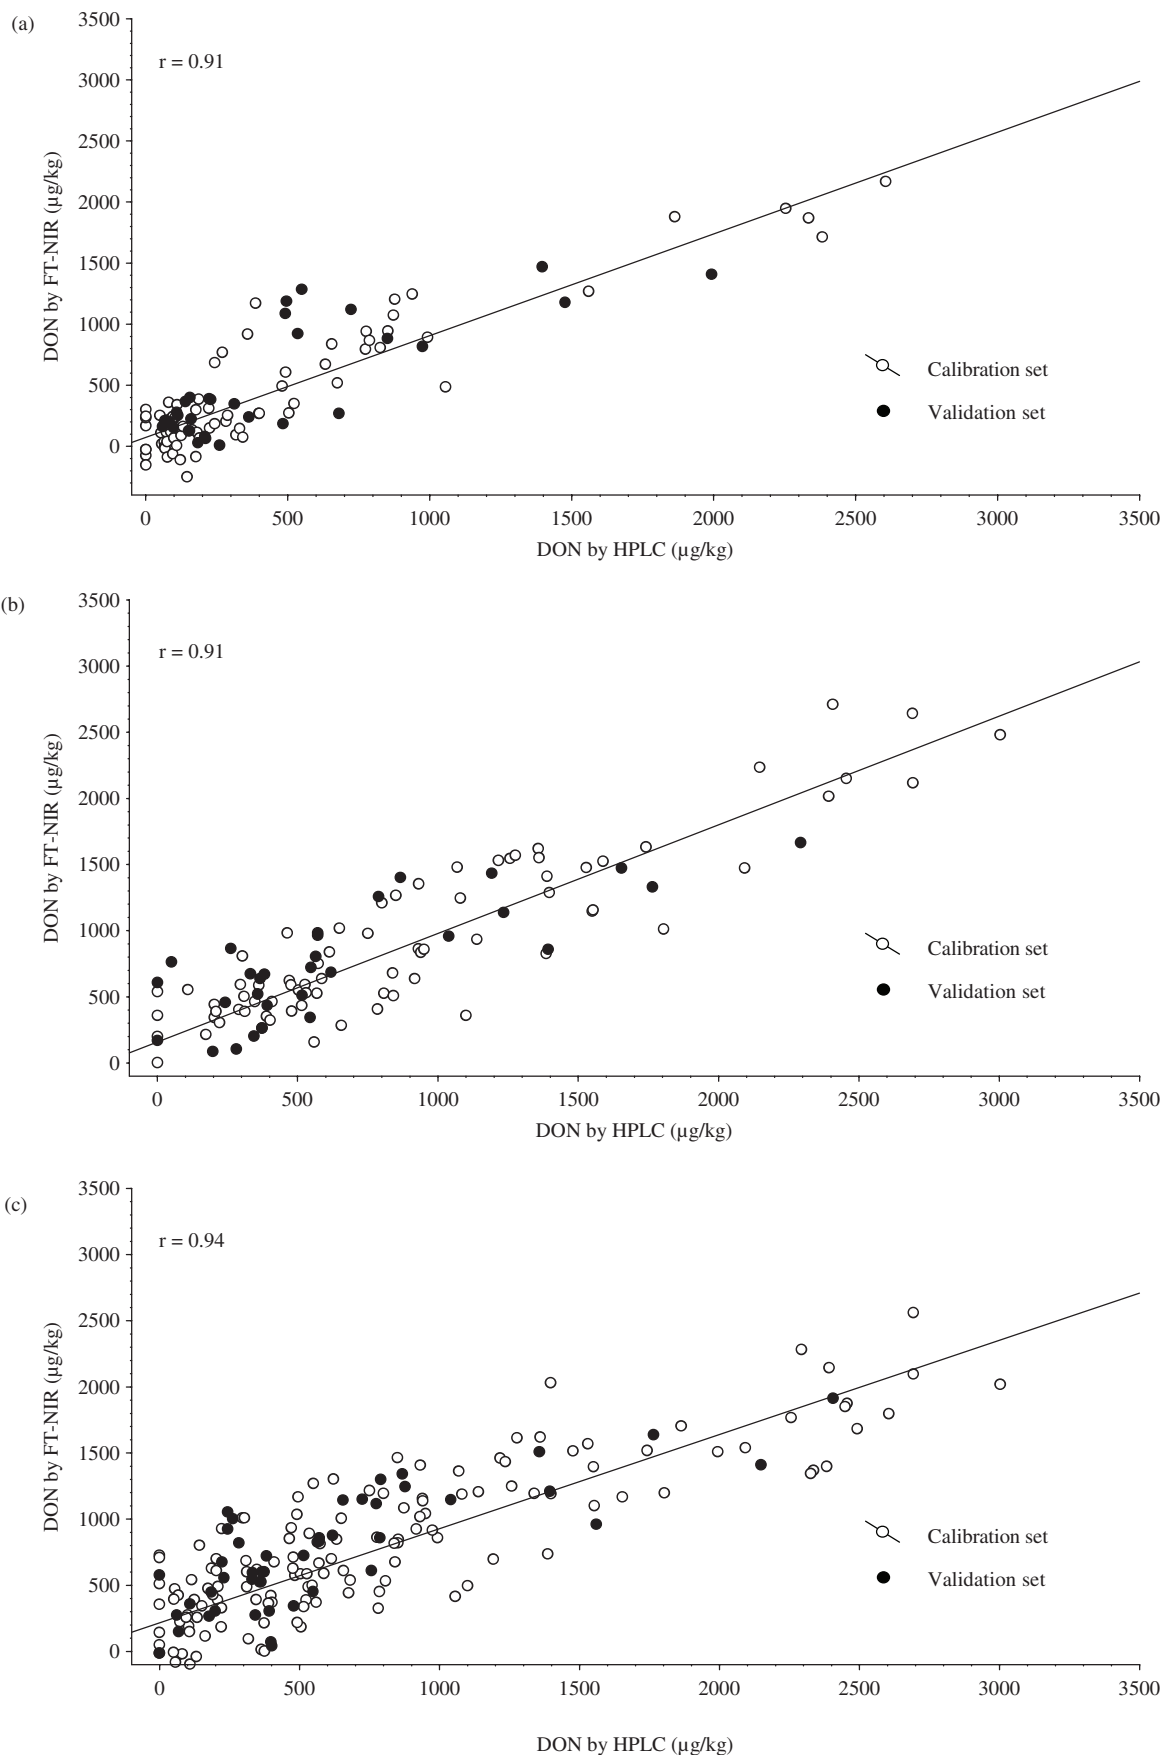 (a)
3500
r = 0.91
3000
2500
2000
1500
1000
500
0
DON by FT-NIR (µg/kg)
Calibration set
Validation set
0 500 1000 1500 2000 2500 3000 3500
DON by HPLC (µg/kg)
(b)
3500
r = 0.91
3000
2500
2000
1500
1000
500
0
DON by FT-NIR (µg/kg)
Calibration set
Validation set
0 500 1000 1500 2000 2500 3000 3500
DON by HPLC (µg/kg)
(c)
3500
r = 0.94
3000
2500
2000
1500
1000
500
0
DON by FT-NIR (µg/kg)
Calibration set
Validation set
0 500 1000 1500 2000 2500 3000 3500
DON by HPLC (µg/kg)